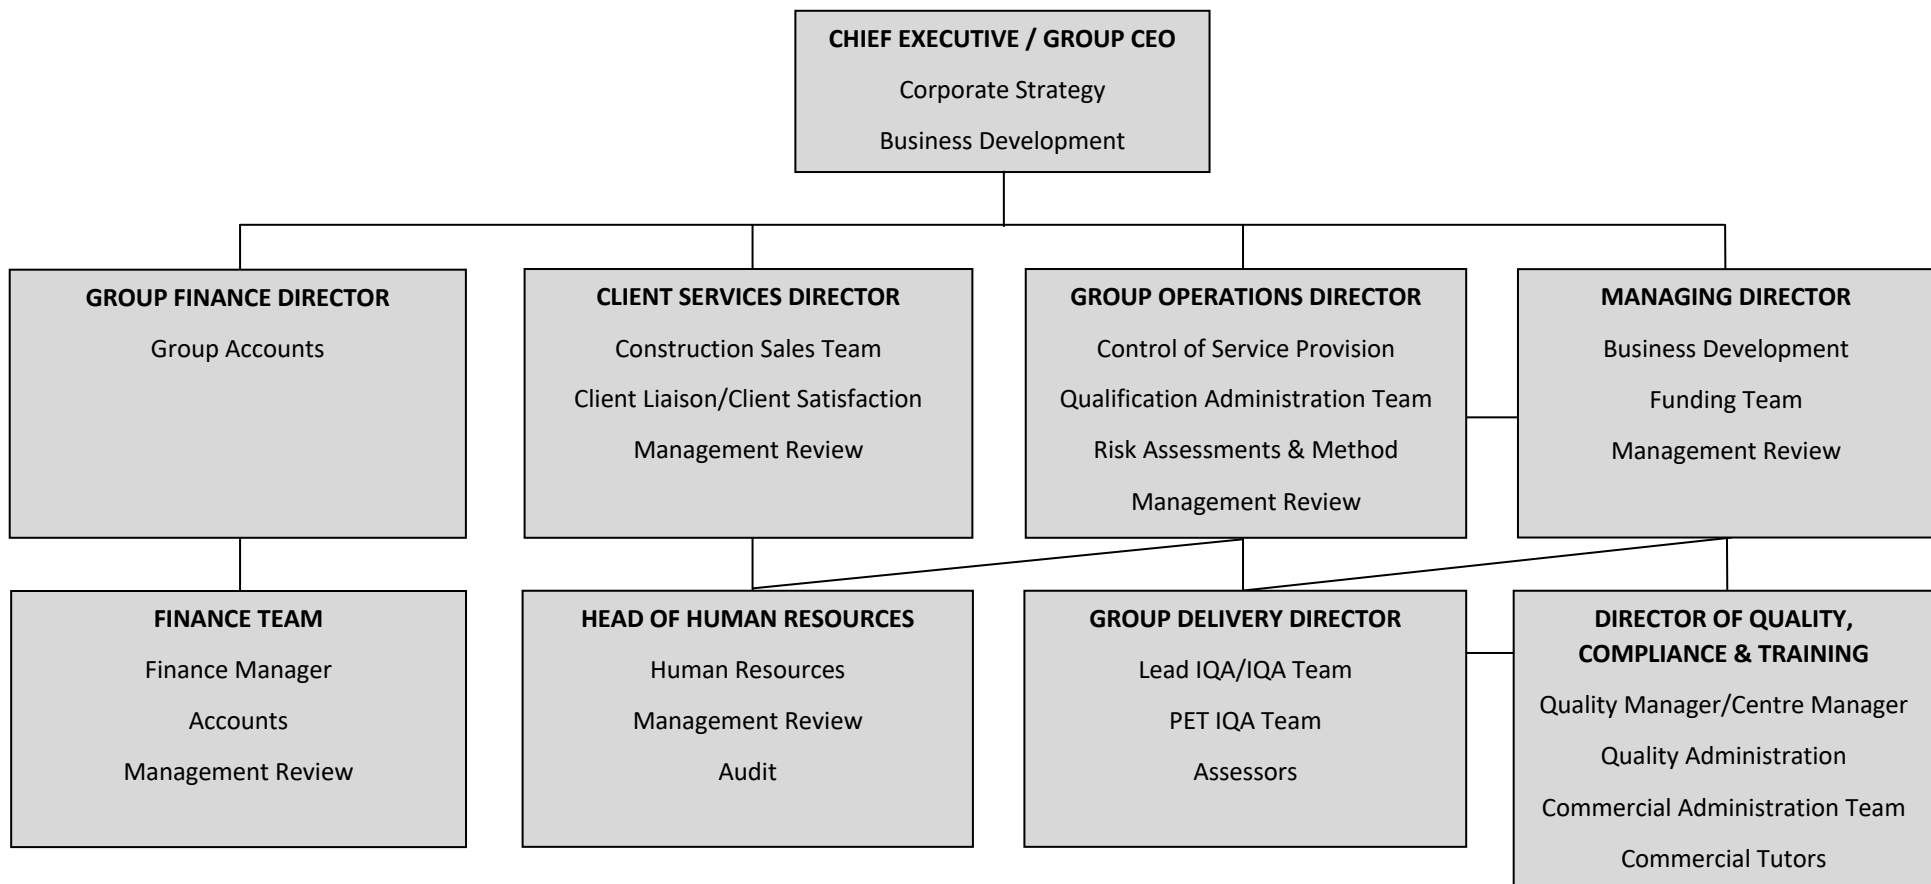 CHIEF EXECUTIVE / GROUP CEO
Corporate Strategy
Business Development
GROUP FINANCE DIRECTOR
Group Accounts
CLIENT SERVICES DIRECTOR
Construction Sales Team
Client Liaison/Client Satisfaction
Management Review
GROUP OPERATIONS DIRECTOR
Control of Service Provision
Qualification Administration Team
Risk Assessments & Method
Management Review
MANAGING DIRECTOR
Business Development
Funding Team
Management Review
FINANCE TEAM
Finance Manager
Accounts
Management Review
HEAD OF HUMAN RESOURCES
Human Resources
Management Review
Audit
GROUP DELIVERY DIRECTOR
Lead IQA/IQA Team
PET IQA Team
Assessors
DIRECTOR OF QUALITY,
COMPLIANCE & TRAINING
Quality Manager/Centre Manager
Quality Administration
Commercial Administration Team
Commercial Tutors